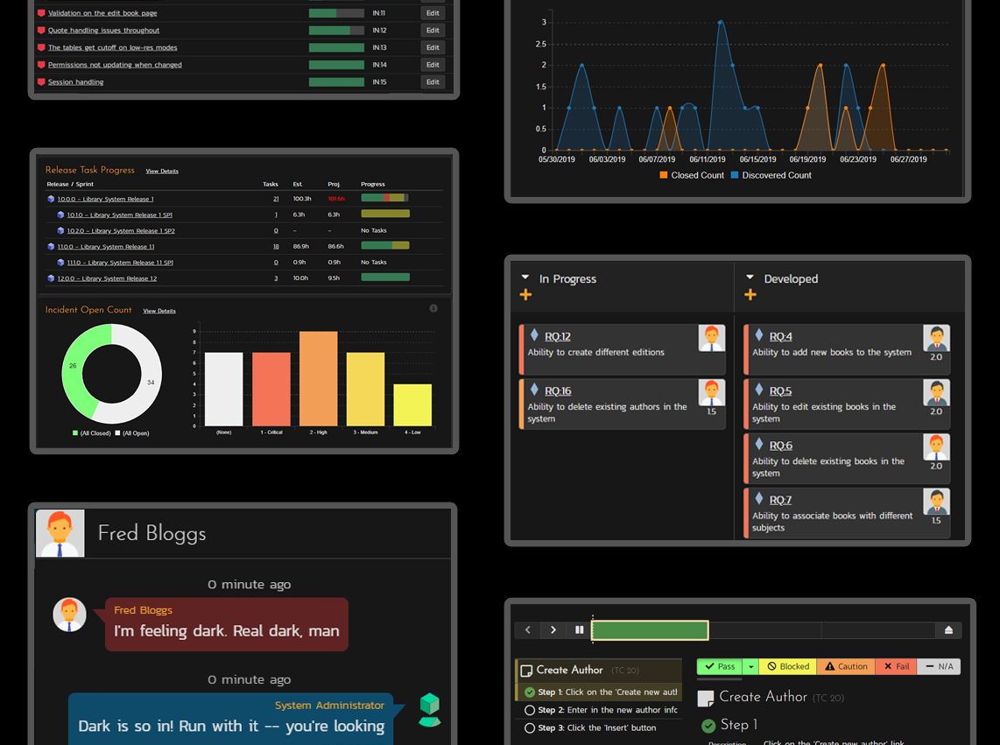 Validation on the edit book page IN:11 Edit
Quote handling issues throughout IN:12 Edit
The tables get cutoff on low-res modes IN:13 Edit
Permissions not updating when changed IN:14 Edit
Session handling IN:15 Edit
Release Task Progress View Details
Release / Sprint Tasks Est. Proj. Progress
1.0.0.0 - Library System Release 1 21 100.3h 101.6h
1.0.1.0 - Library System Release 1 SP1 1 6.3h 6.3h
1.0.2.0 - Library System Release 1 SP2 0 - - No Tasks
1.1.0.0 - Library System Release 1.1 18 86.9h 86.6h
1.1.1.0 - Library System Release 1.1 SP1 0 0.9h 0.9h No Tasks
1.2.0.0 - Library System Release 1.2 3 10.0h 9.5h
Incident Open Count View Details
26
34
(All Closed) (All Open)
9
8
7
6
5
4
3
2
1
0
(None) 1 - Critical 2 - High 3 - Medium 4 - Low
Fred Bloggs
0 minute ago
Fred Bloggs
I'm feeling dark. Real dark, man
0 minute ago
System Administrator
Dark is so in! Run with it -- you're looking
3
2.5
2
1.5
1
0.5
0
05/30/2019 06/03/2019 06/07/2019 06/11/2019 06/15/2019 06/19/2019 06/23/2019 06/27/2019
Closed Count Discovered Count
In Progress
RQ:12
Ability to create different editions
RQ:16
Ability to delete existing authors in the
system
1.5
Developed
RQ:4
Ability to add new books to the system
2.0
RQ:5
Ability to edit existing books in the
system
2.0
RQ:6
Ability to delete existing books in the
system
2.0
RQ:7
Ability to associate books with different
subjects
1.5
Create Author (TC 20)
Step 1: Click on the 'Create new autl
Step 2: Enter in the new author infc
Step 3: Click the 'Insert' button
Pass Blocked Caution Fail N/A
Create Author (TC 20)
Step 1
Description Click on the 'Create new author' link